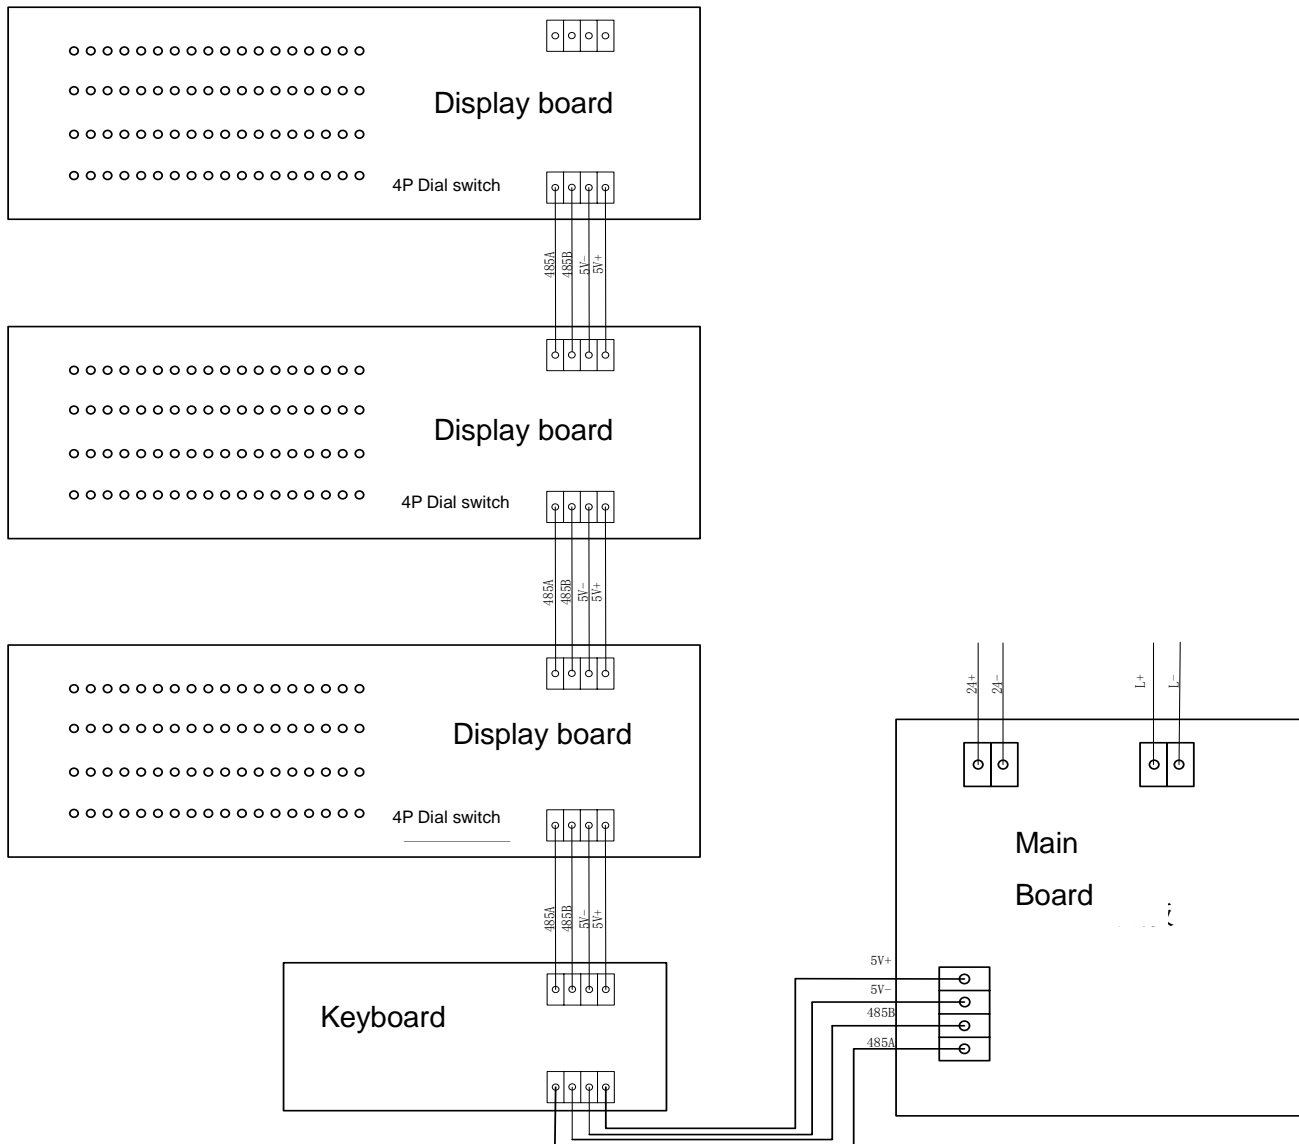 Display board
4P Dial switch
485A
485B
5V-
5V+
Display board
4P Dial switch
485A
485B
5V-
5V+
Display board
4P Dial switch
485A
485B
5V-
5V+
Keyboard
24+
24-
L+
L-
Main
Board
5V+
5V-
485B
485A